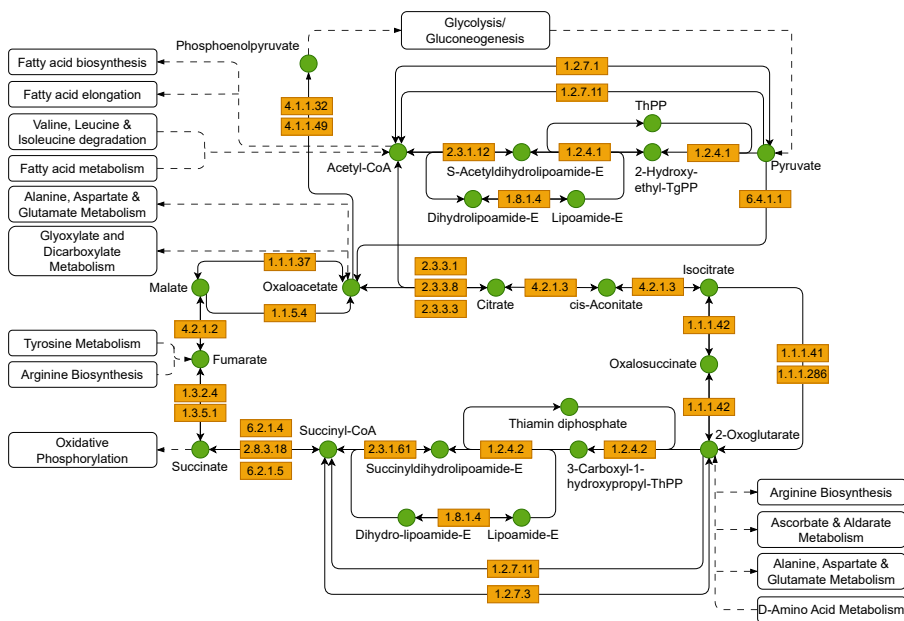 Glycolysis/
Gluconeogenesis
Phosphoenolpyruvate
Fatty acid biosynthesis
1.2.7.1
Fatty acid elongation
4.1.1.32
1.2.7.11
ThPP
4.1.1.49
Valine, Leucine &
Isoleucine degradation
2.3.1.12
1.2.4.1
1.2.4.1
Fatty acid metabolism
Acetyl-CoA
S-Acetyldihydrolipoamide-E
2-Hydroxy-
ethyl-TgPP
Pyruvate
Alanine, Aspartate &
Glutamate Metabolism
1.8.1.4
6.4.1.1
Dihydrolipoamide-E
Lipoamide-E
Glyoxylate and
Dicarboxylate
Metabolism
1.1.1.37
2.3.3.1
Isocitrate
Malate
Oxaloacetate
2.3.3.8
4.2.1.3
4.2.1.3
Citrate
cis-Aconitate
1.1.5.4
2.3.3.3
4.2.1.2
1.1.1.42
Tyrosine Metabolism
1.1.1.41
Fumarate
Oxalosuccinate
Arginine Biosynthesis
1.1.1.286
1.3.2.4
1.3.5.1
1.1.1.42
6.2.1.4
Succinyl-CoA
Thiamin diphosphate
2-Oxoglutarate
Oxidative
Phosphorylation
2.8.3.18
2.3.1.61
1.2.4.2
1.2.4.2
Succinate
6.2.1.5
Succinyldihydrolipoamide-E
3-Carboxyl-1-
hydroxypropyl-ThPP
Arginine Biosynthesis
1.8.1.4
Dihydro-lipoamide-E
Lipoamide-E
Ascorbate & Aldarate
Metabolism
1.2.7.11
Alanine, Aspartate &
Glutamate Metabolism
1.2.7.3
D-Amino Acid Metabolism